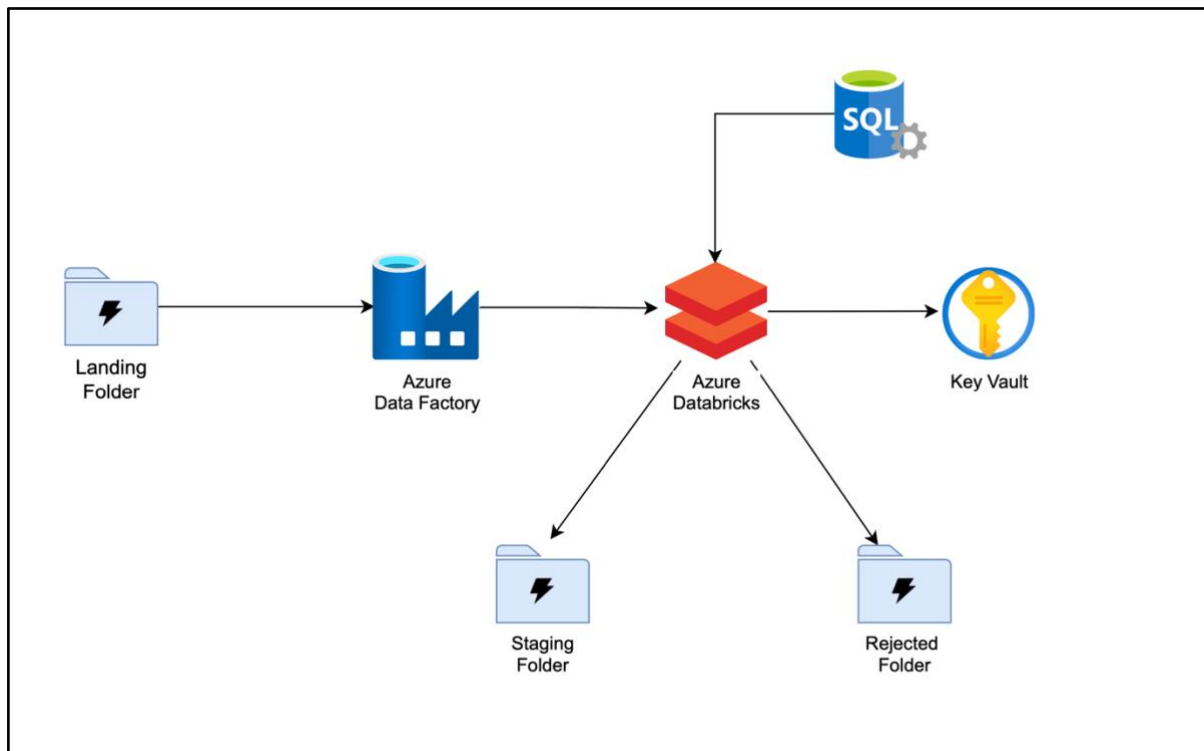 SQL
Landing
Folder
Azure
Data Factory
Azure
Databricks
Key Vault
Staging
Folder
Rejected
Folder